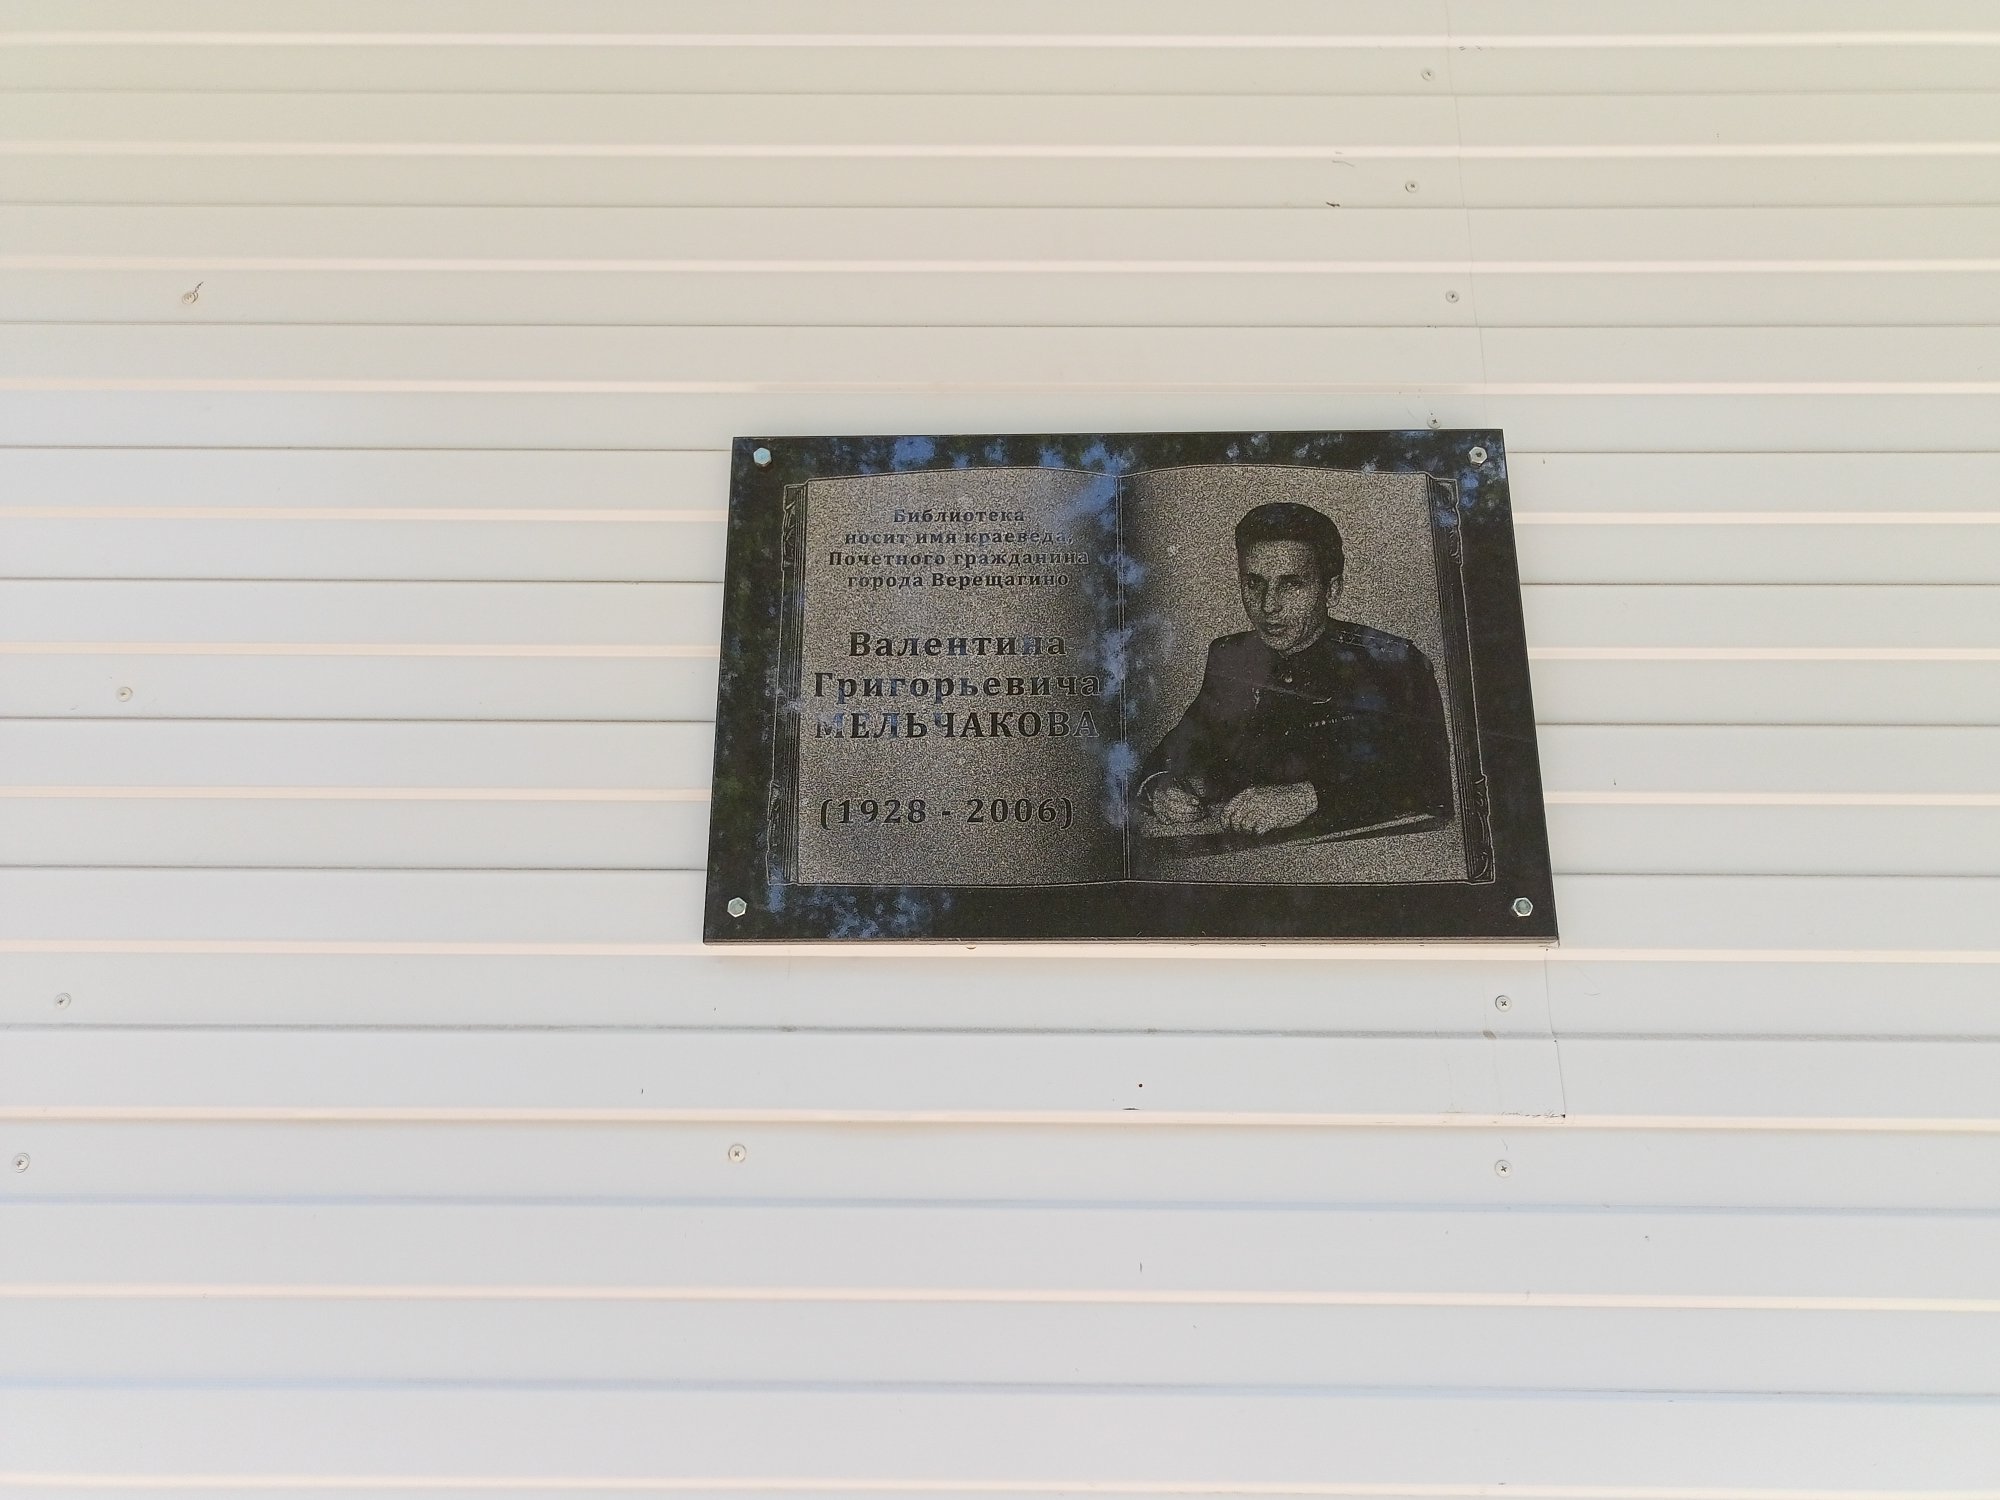 Библиотека
носит имя краеведа,
Почетного гражданина
города Верещагино
Валентина
Григорьевича
МЕЛЬЧАКОВА
(1928 - 2006)